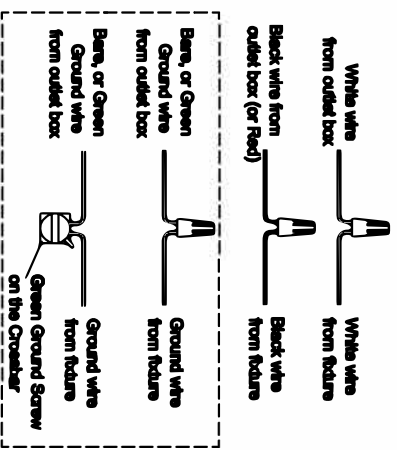 White wire
from outlet box
White wire
from fixture
Black wire from
outlet box (or Red)
Black wire
from fixture
Bare, or Green
Ground wire
from outlet box
Ground wire
from fixture
Bare, or Green
Ground wire
from outlet box
Ground wire
from fixture
Green Ground Screw
on the Crossbar